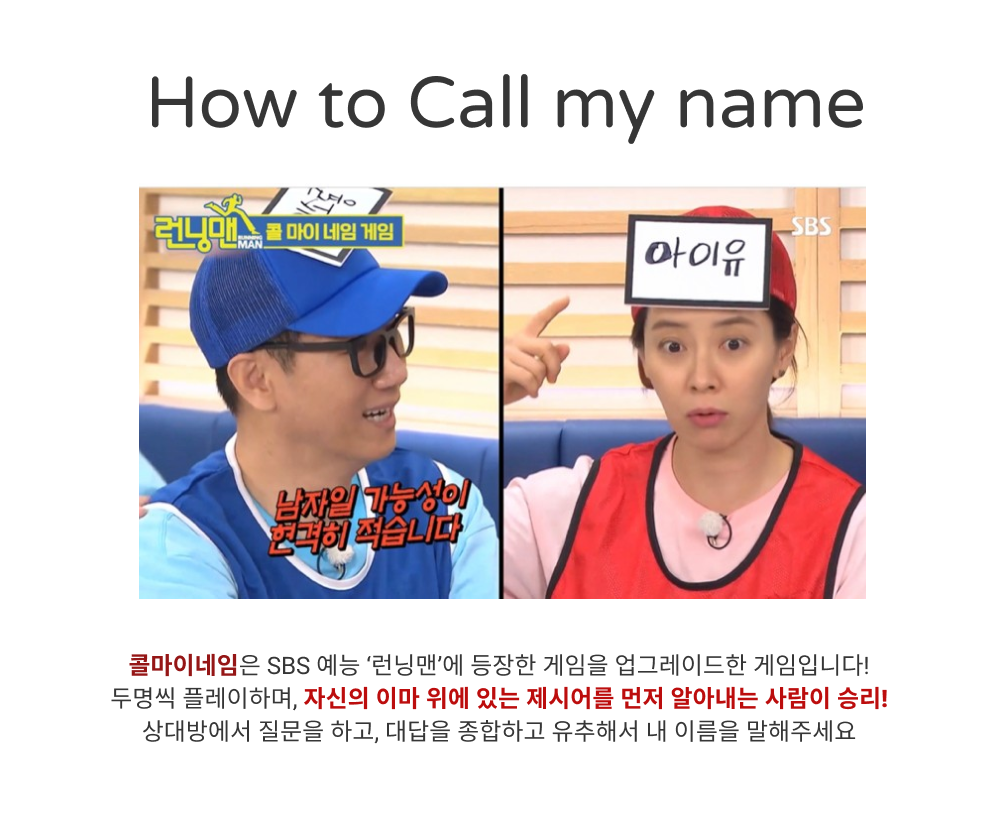 How to Call my name
런닝맨
RUNNING MAN
콜 마이 네임 게임
SBS
아이유
남자일 가능성이
현격히 적습니다
콜마이네임은 SBS 예능 ‘런닝맨’에 등장한 게임을 업그레이드한 게임입니다!
두명씩 플레이하며, 자신의 이마 위에 있는 제시어를 먼저 알아내는 사람이 승리!
상대방에서 질문을 하고, 대답을 종합하고 유추해서 내 이름을 말해주세요